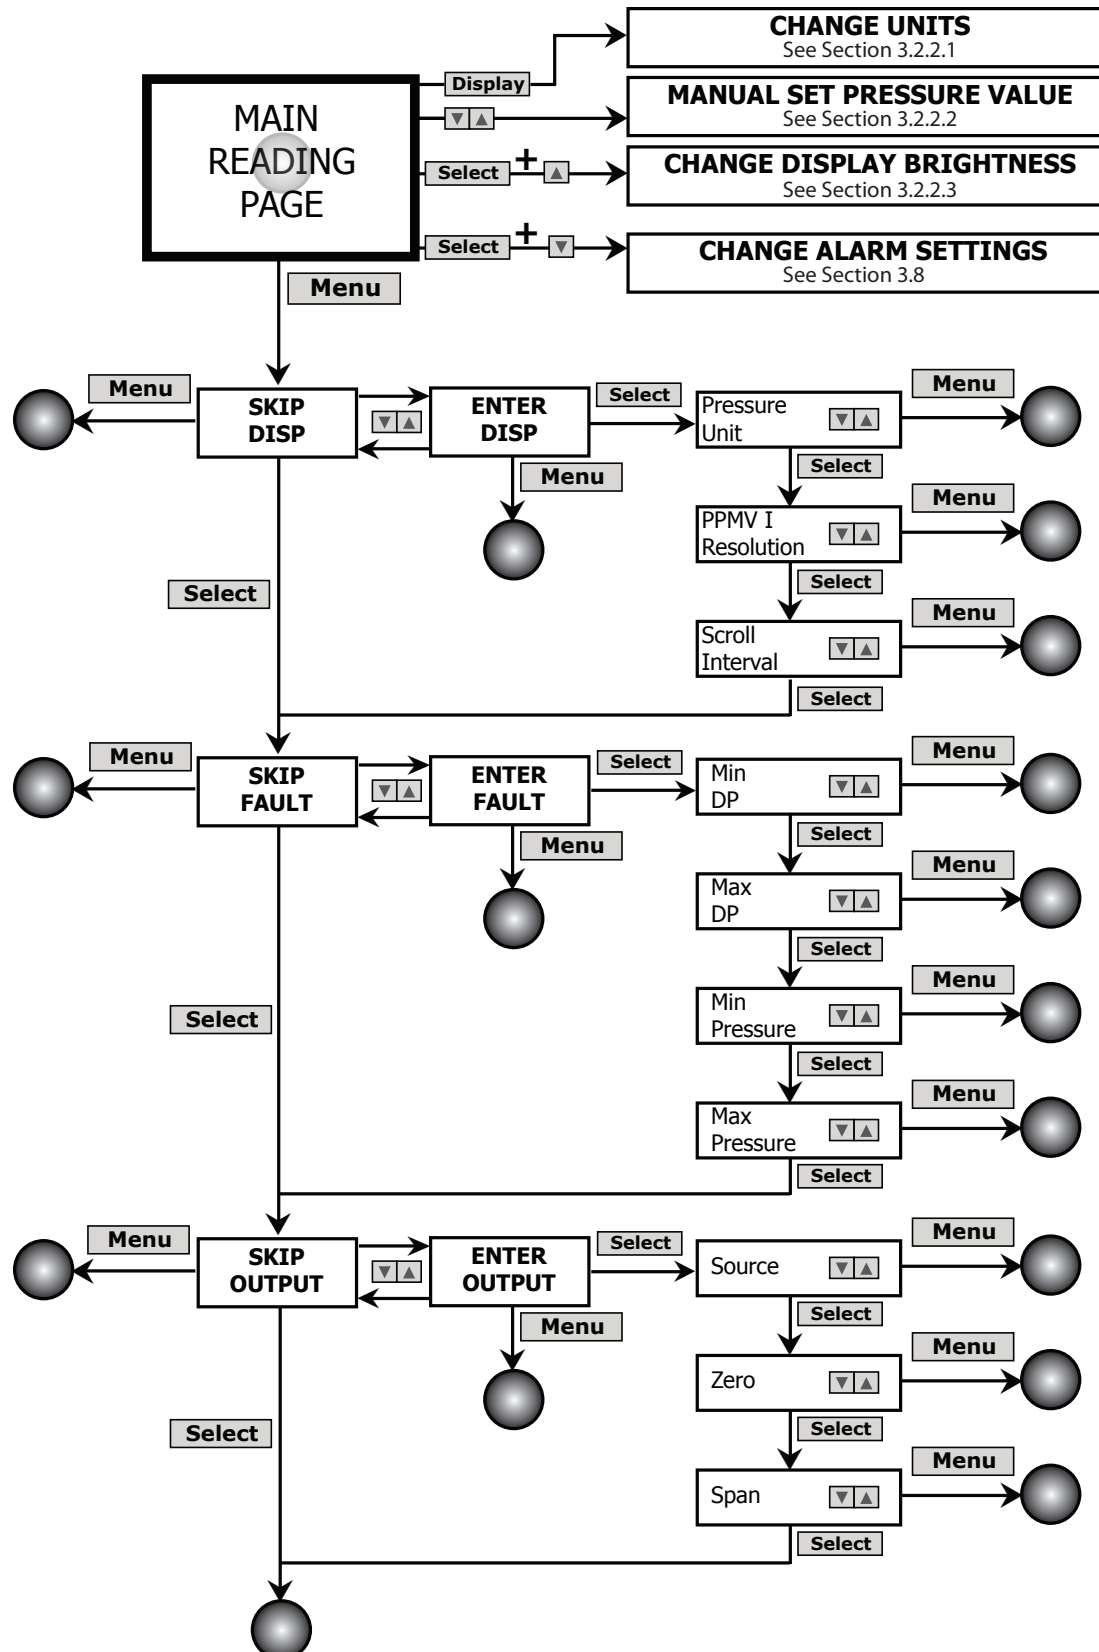 CHANGE UNITS
See Section 3.2.2.1
Display
MAIN
READING
PAGE
MANUAL SET PRESSURE VALUE
See Section 3.2.2.2
Select + 
CHANGE DISPLAY BRIGHTNESS
See Section 3.2.2.3
Select + 
CHANGE ALARM SETTINGS
See Section 3.8
Menu
Menu
SKIP
DISP
ENTER
DISP
Select
Pressure
Unit
Menu
Menu
Select
PPMV I
Resolution
Menu
Select
Select
Scroll
Interval
Menu
Select
Menu
SKIP
FAULT
ENTER
FAULT
Select
Min
DP
Menu
Menu
Select
Max
DP
Menu
Select
Min
Pressure
Menu
Select
Select
Max
Pressure
Menu
Select
Menu
SKIP
OUTPUT
ENTER
OUTPUT
Select
Source
Menu
Menu
Select
Zero
Menu
Select
Select
Span
Menu
Select